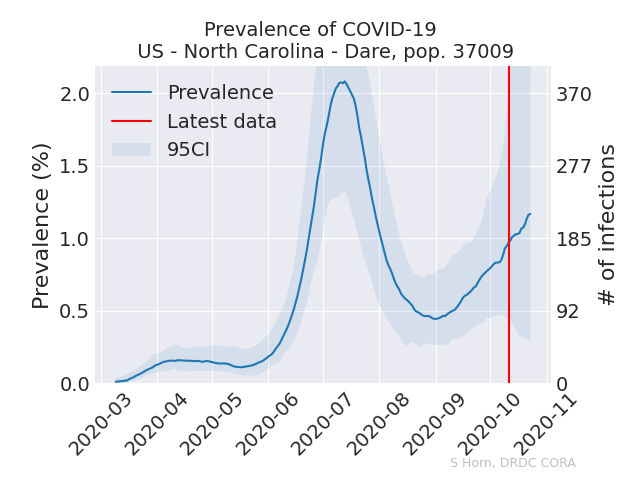 Prevalence of COVID-19
US - North Carolina - Dare, pop. 37009
Prevalence
Latest data
95CI
Prevalence (%)
2.0
1.5
1.0
0.5
0.0
# of infections
370
277
185
92
0
2020-03
2020-04
2020-05
2020-06
2020-07
2020-08
2020-09
2020-10
2020-11
S Horn, DRDC CORA